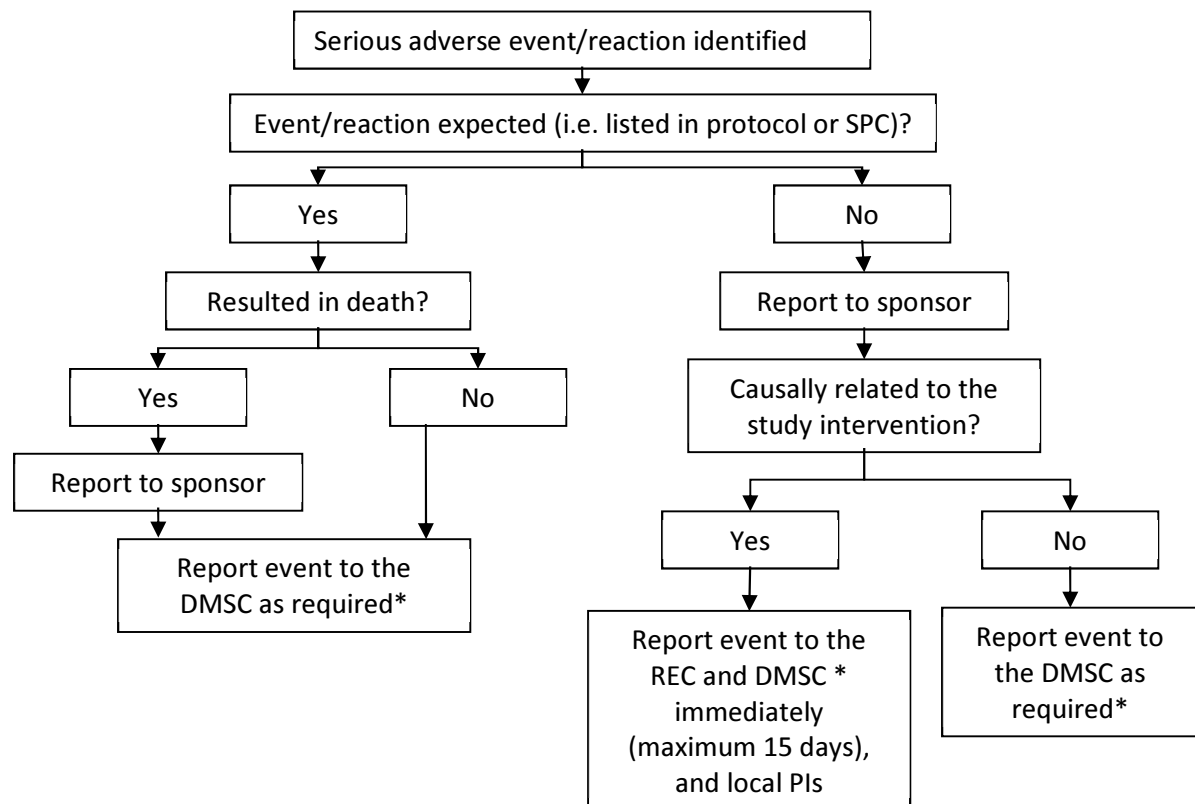 Serious adverse event/reaction identified
Event/reaction expected (i.e. listed in protocol or SPC)?
Yes
No
Resulted in death?
Report to sponsor
Yes
No
Causally related to the
study intervention?
Report to sponsor
Yes
No
Report event to the
DMSC as required*
Report event to the
REC and DMSC *
immediately
(maximum 15 days),
and local PIs
Report event to
the DMSC as
required*